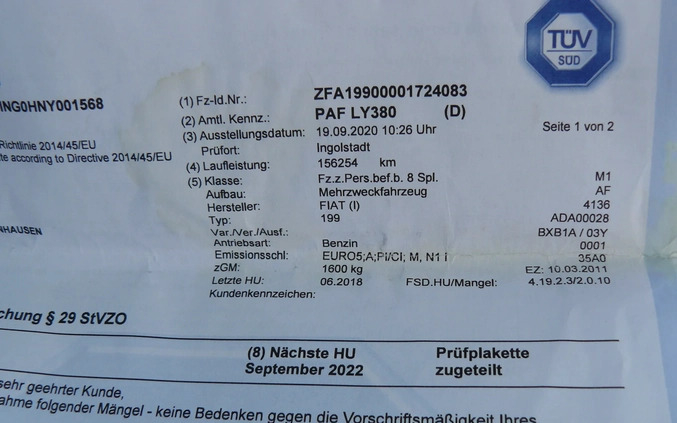 TÜV
SÜD
ING0HNY001568
(1) Fz-Id.Nr.: ZFA19900001724083
(2) Amtl. Kennz.: PAF LY380 (D)
(3) Ausstellungsdatum: 19.09.2020 10:26 Uhr Seite 1 von 2
Richtlinie 2014/45/EU Prüfort: Ingolstadt
te according to Directive 2014/45/EU (4) Laufleistung: 156254 km
(5) Klasse: Fz.z.Pers.bef.b. 8 Spl. M1
Aufbau: Mehrzweckfahrzeug AF
Hersteller: FIAT (I) 4136
Typ: 199 ADA00028
HAUSEN Var./Ver./Ausf.: BXB1A / 03Y
Antriebsart: Benzin 0001
Emissionsschl: EURO5;A;PI/CI; M, N1 I 35A0
zGM: 1600 kg EZ: 10.03.2011
Letzte HU: 06.2018 FSD.HU/Mangel: 4.19.2.3/2.0.10
Kundenkennzeichen:
chung § 29 StVZO
(8) Nächste HU Prüfplakette
September 2022 zugeteilt
sehr geehrter Kunde,
ahme folgender Mängel - keine Bedenken gegen die Vorschriftsmäßigkeit Ihres